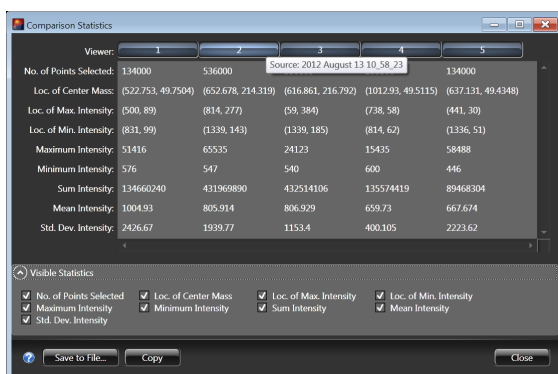 Comparison Statistics
Viewer: 1 2 3 4 5
Source: 2012 August 13 10_58_23
No. of Points Selected: 134000 536000 134000
Loc. of Center Mass: (522.753, 49.7504) (652.678, 214.319) (616.861, 216.792) (1012.93, 49.5115) (637.131, 49.4348)
Loc. of Max. Intensity: (500, 89) (814, 277) (59, 384) (738, 58) (441, 30)
Loc. of Min. Intensity: (831, 99) (1339, 143) (1339, 185) (814, 62) (1336, 51)
Maximum Intensity: 51416 65535 24123 15435 58488
Minimum Intensity: 576 547 540 600 446
Sum Intensity: 134660240 431969890 432514106 135574419 89468304
Mean Intensity: 1004.93 805.914 806.929 659.73 667.674
Std. Dev. Intensity: 2426.67 1939.77 1153.4 400.105 2223.62
Visible Statistics
No. of Points Selected Loc. of Center Mass Loc. of Max. Intensity Loc. of Min. Intensity
Maximum Intensity Minimum Intensity Sum Intensity Mean Intensity
Std. Dev. Intensity
? Save to File... Copy Close